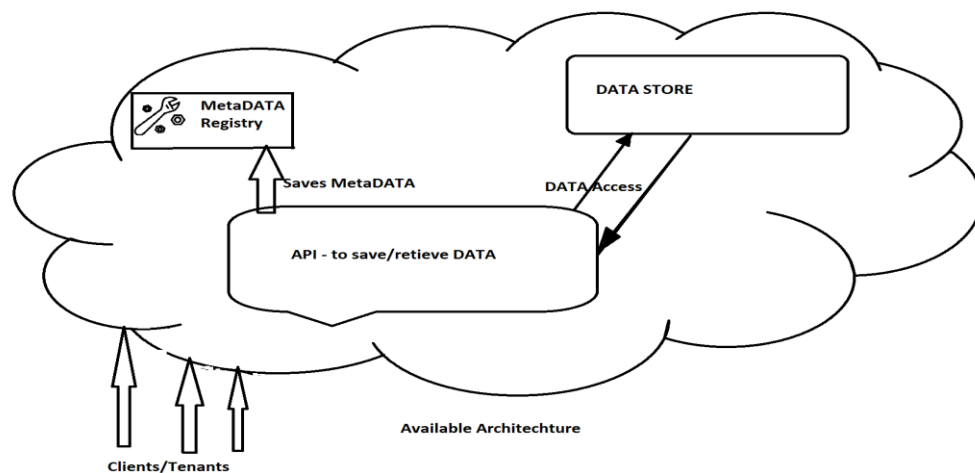 MetaDATA
Registry
DATA STORE
Saves MetaDATA
DATA Access
API - to save/retieve DATA
Available Architechture
Clients/Tenants